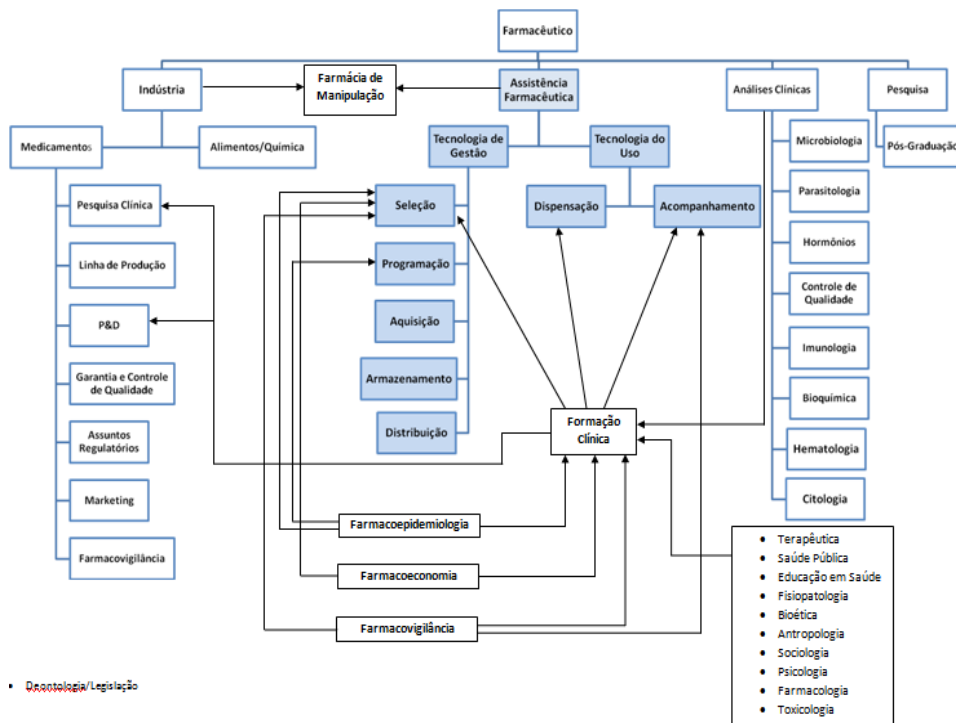 Farmacêutico
Indústria
Farmácia de
Manipulação
Assistência
Farmacêutica
Análises Clínicas
Pesquisa
Medicamentos
Alimentos/Química
Tecnologia de
Gestão
Tecnologia do
Uso
Microbiologia
Pós-Graduação
Pesquisa Clínica
Seleção
Dispensação
Acompanhamento
Parasitologia
Linha de Produção
Programação
Hormônios
P&D
Aquisição
Controle de
Qualidade
Garantia e Controle
de Qualidade
Armazenamento
Imunologia
Assuntos
Regulatórios
Distribuição
Formação
Clínica
Bioquímica
Hematologia
Marketing
Citologia
Farmacovigilância
Farmacoepidemiologia
Farmacoeconomia
Farmacovigilância
• Terapêutica
• Saúde Pública
• Educação em Saúde
• Fisiopatologia
• Bioética
• Antropologia
• Sociologia
• Psicologia
• Farmacologia
• Toxicologia
• Deontologia/Legislação